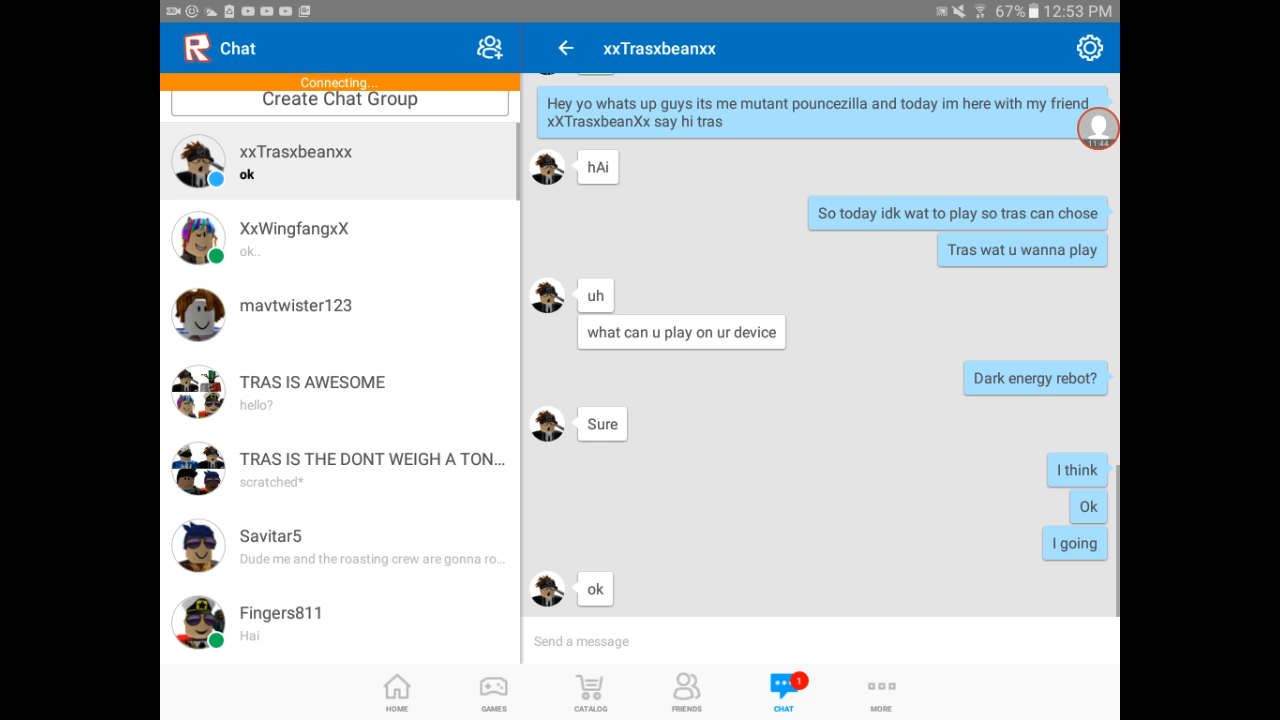 67% 12:53 PM
Chat
xxTrasxbeanxx
Connecting...
Create Chat Group
xxTrasxbeanxx
ok
XxWingfangxX
ok..
mavtwister123
TRAS IS AWESOME
hello?
TRAS IS THE DONT WEIGH A TON...
scratched*
Savitar5
Dude me and the roasting crew are gonna ro...
Fingers811
Hai
Hey yo whats up guys its me mutant pouncezilla and today im here with my friend
xXTrasxbeanXx say hi tras
11:44
hAi
So today idk wat to play so tras can chose
Tras wat u wanna play
uh
what can u play on ur device
Dark energy rebot?
Sure
I think
Ok
I going
ok
Send a message
HOME
GAMES
CATALOG
FRIENDS
1
CHAT
MORE